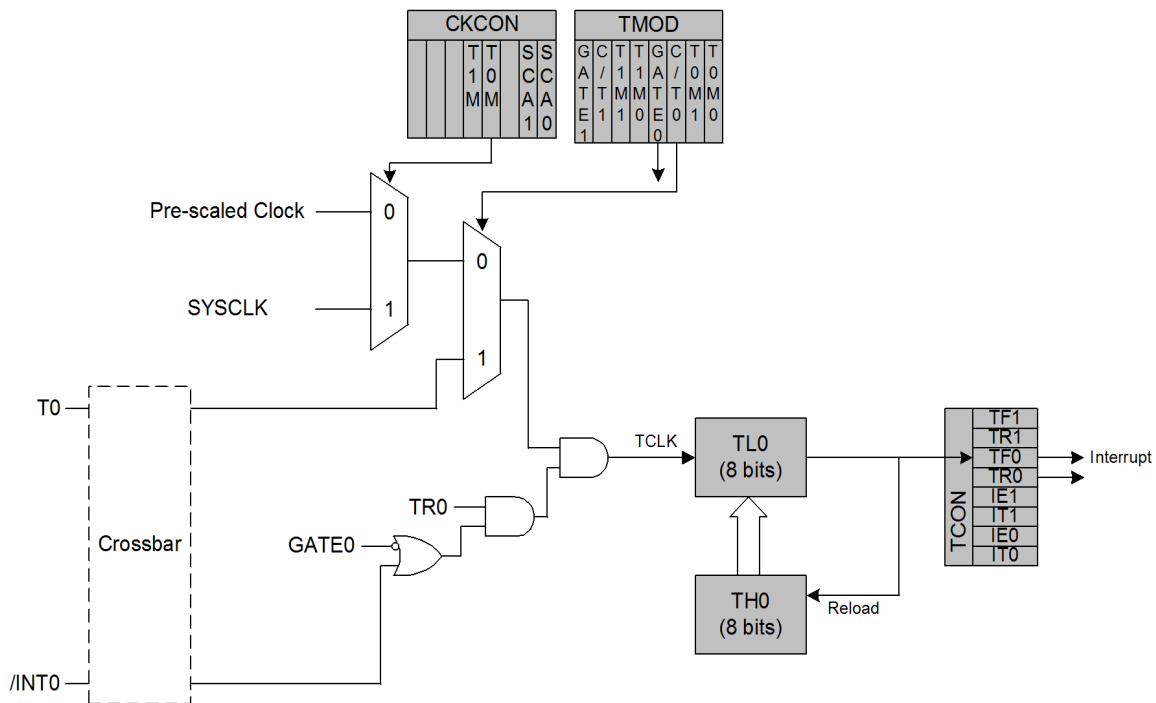 CKCON
T1M
T0M
SCA1
SCA0
TMOD
GATE1
C/T1
T1M1
T1M0
GATE0
C/T0
T0M1
T0M0
Pre-scaled Clock
0
SYSCLK
1
0
1
T0
Crossbar
/INT0
TR0
GATE0
TCLK
TL0
(8 bits)
TH0
(8 bits)
Reload
TCON
TF1
TR1
TF0
TR0
IE1
IT1
IE0
IT0
Interrupt